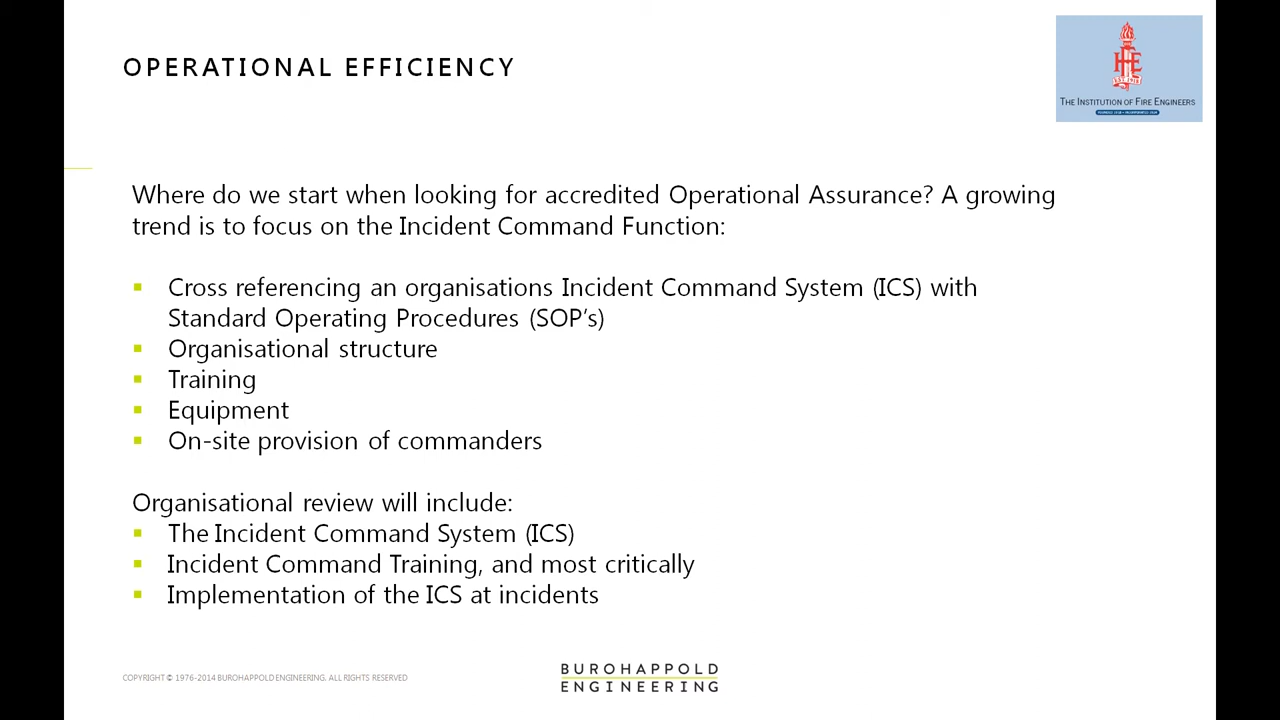 OPERATIONAL EFFICIENCY
IFE
EST 1918
THE INSTITUTION OF FIRE ENGINEERS
Where do we start when looking for accredited Operational Assurance? A growing
trend is to focus on the Incident Command Function:
Cross referencing an organisations Incident Command System (ICS) with
Standard Operating Procedures (SOP's)
Organisational structure
Training
Equipment
On-site provision of commanders
Organisational review will include:
The Incident Command System (ICS)
Incident Command Training, and most critically
Implementation of the ICS at incidents
COPYRIGHT © 1976-2014 BUROHAPPOLD ENGINEERING. ALL RIGHTS RESERVED
BUROHAPPOLD
ENGINEERING